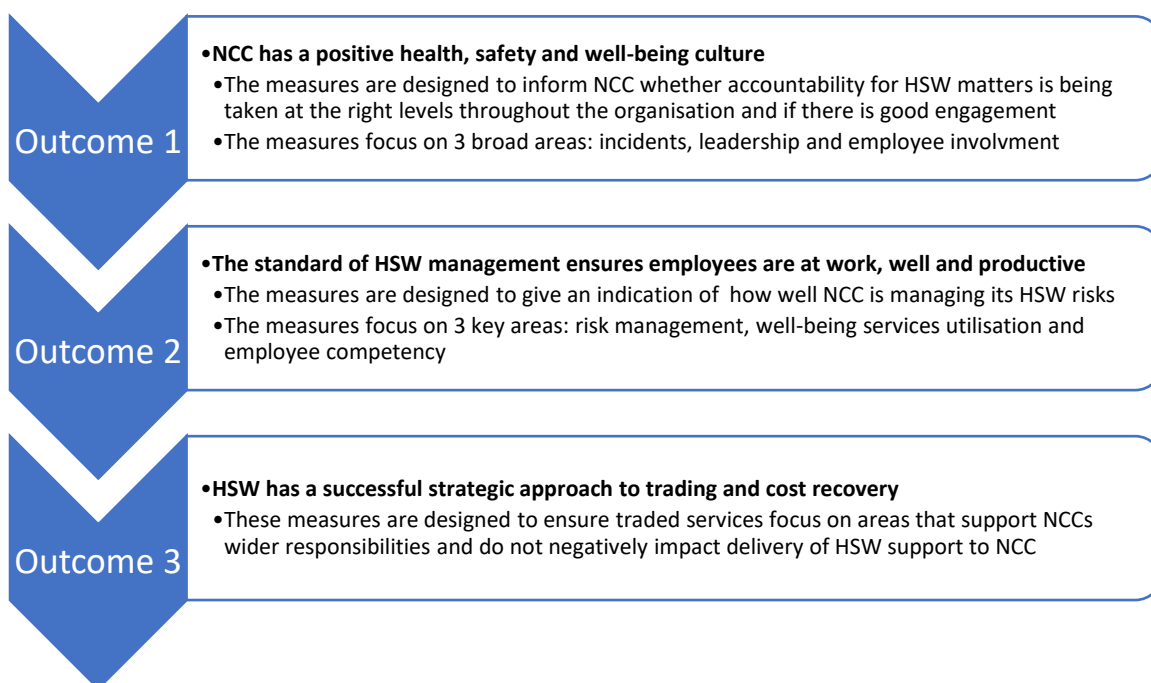 Outcome 1
•NCC has a positive health, safety and well-being culture
•The measures are designed to inform NCC whether accountability for HSW matters is being
taken at the right levels throughout the organisation and if there is good engagement
•The measures focus on 3 broad areas: incidents, leadership and employee involvment
Outcome 2
•The standard of HSW management ensures employees are at work, well and productive
•The measures are designed to give an indication of how well NCC is managing its HSW risks
•The measures focus on 3 key areas: risk management, well-being services utilisation and
employee competency
Outcome 3
•HSW has a successful strategic approach to trading and cost recovery
•These measures are designed to ensure traded services focus on areas that support NCCs
wider responsibilities and do not negatively impact delivery of HSW support to NCC